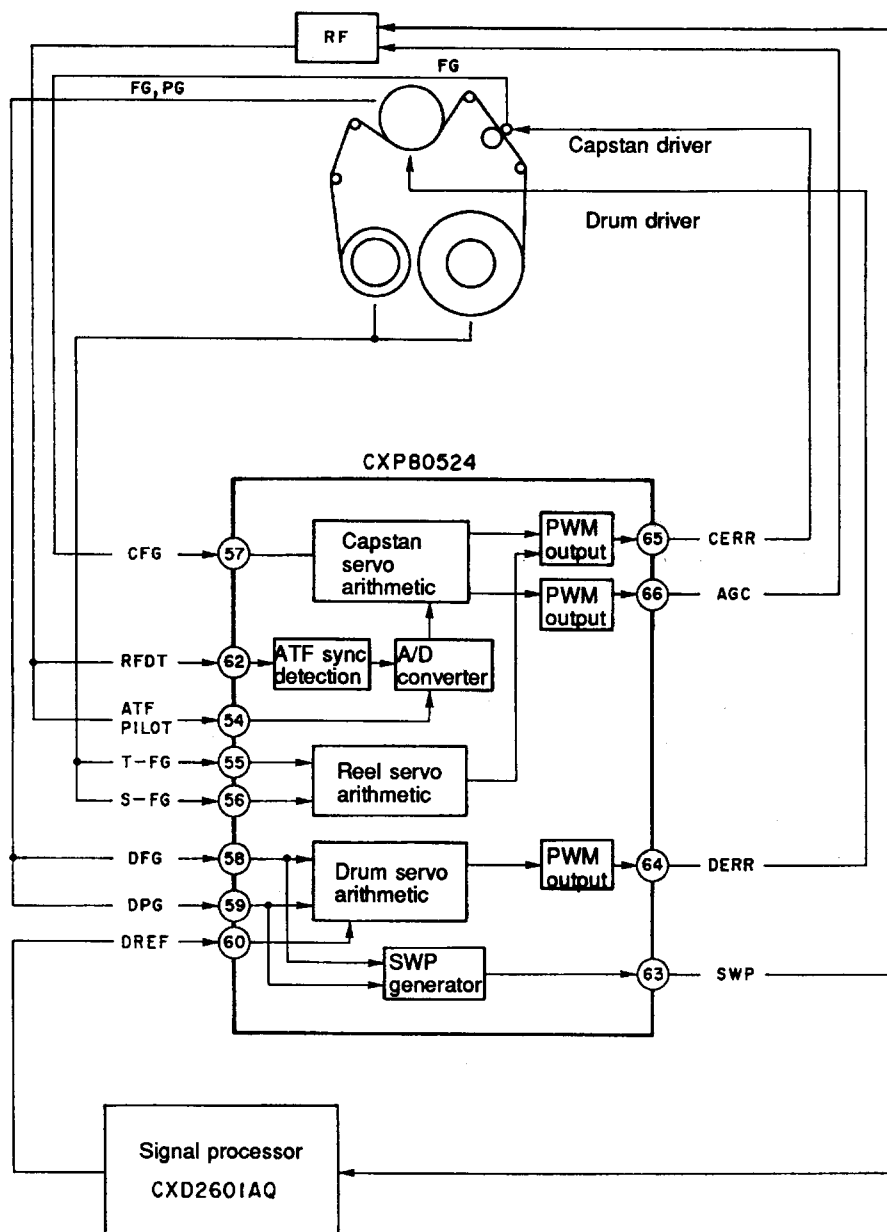 RF
FG
FG, PG
Capstan driver
Drum driver
CXP80524
CFG
57
Capstan
servo
arithmetic
PWM
output
65
CERR
PWM
output
66
AGC
RFDT
62
ATF sync
detection
A/D
converter
ATF
PILOT
54
T-FG
55
Reel servo
arithmetic
S-FG
56
DFG
58
Drum servo
arithmetic
PWM
output
64
DERR
DPG
59
DREF
60
SWP
generator
63
SWP
Signal processor
CXD2601AQ